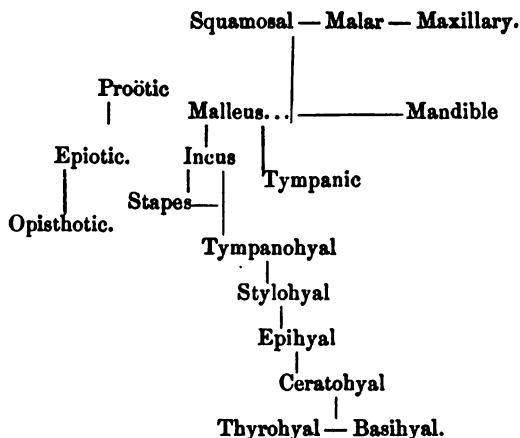 Squamosal — Malar — Maxillary.
Proötic
Malleus... Mandible
Epiotic. Incus
Tympanic
Stapes
Opisthotic.
Tympanohyal
Stylohyal
Epihyal
Ceratohyal
Thyrohyal — Basihyal.